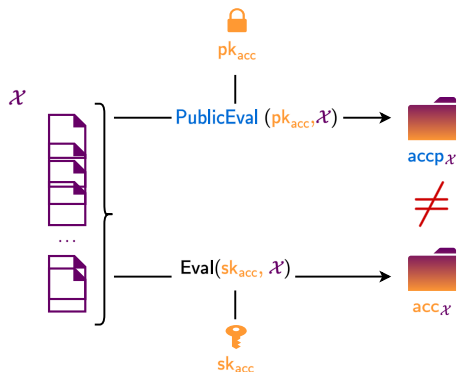 pk_acc
𝒳
PublicEval (pk_acc,𝒳)
accp_𝒳
≠
...
Eval(sk_acc, 𝒳)
acc_𝒳
sk_acc